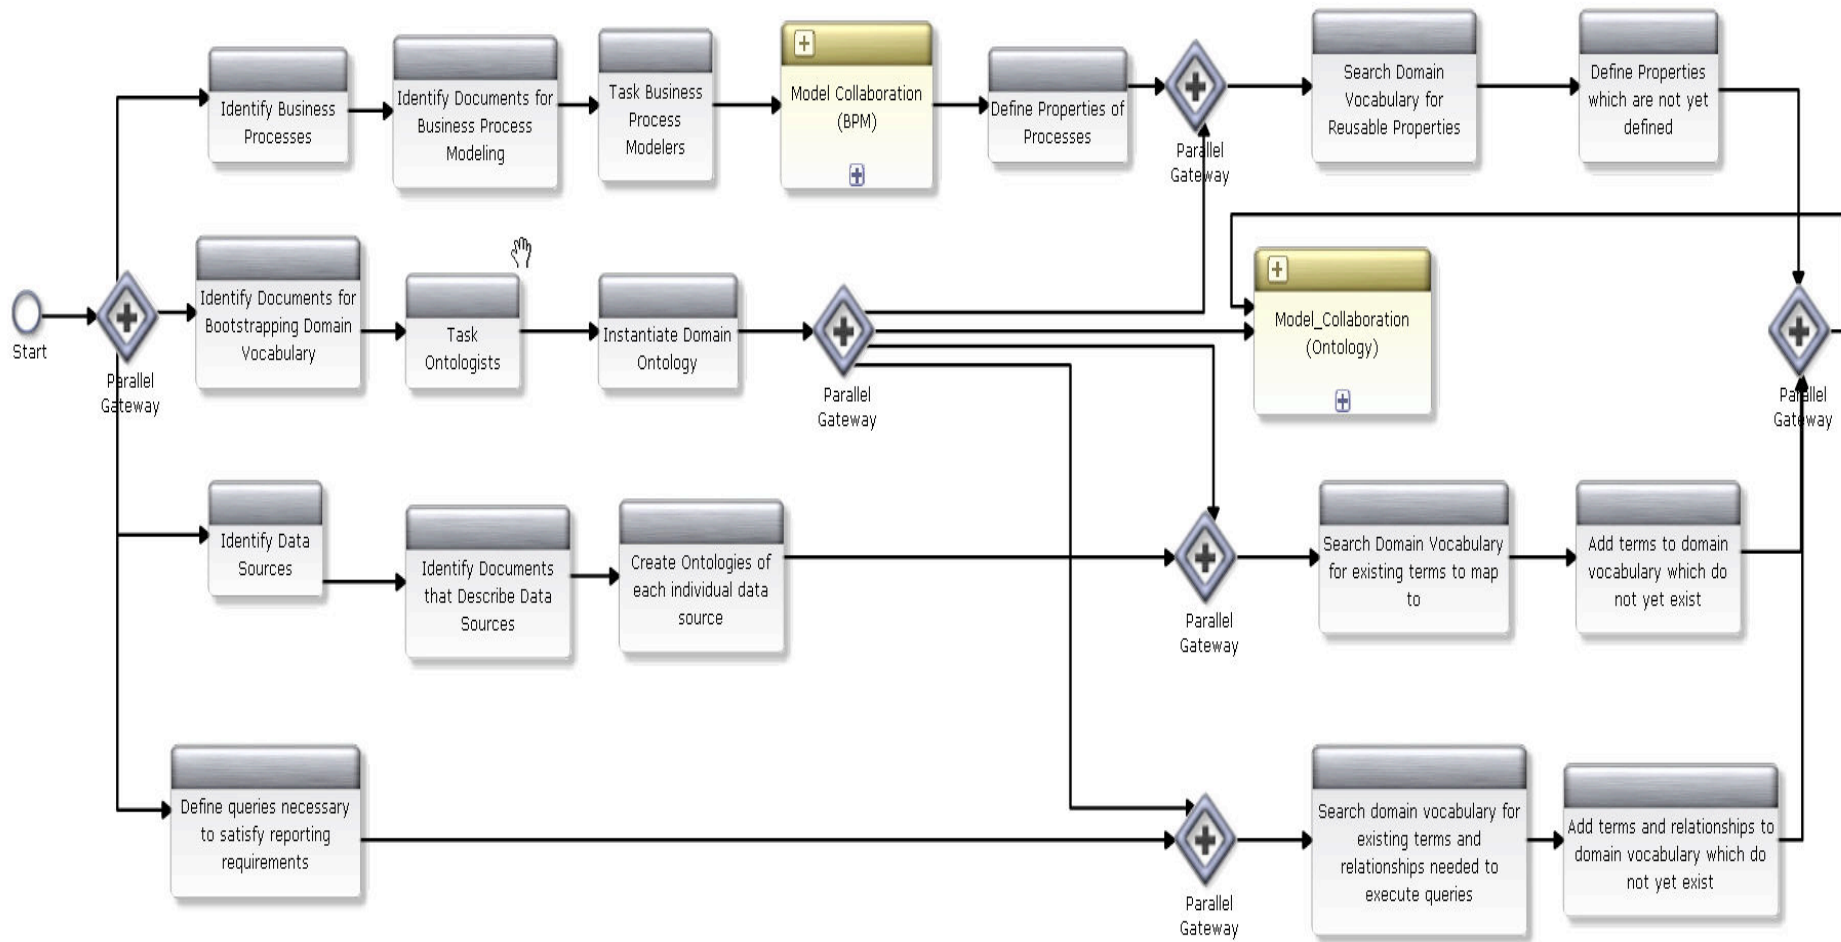 Identify Business
Processes
Identify Documents for
Business Process
Modeling
Task Business
Process
Modelers
Model Collaboration
(BPM)
Define Properties of
Processes
Parallel
Gateway
Search Domain
Vocabulary for
Reusable Properties
Define Properties
which are not yet
defined
Start
Parallel
Gateway
Identify Documents for
Bootstrapping Domain
Vocabulary
Task
Ontologists
Instantiate Domain
Ontology
Parallel
Gateway
Model_Collaboration
(Ontology)
Parallel
Gateway
Identify Data
Sources
Identify Documents
that Describe Data
Sources
Create Ontologies of
each individual data
source
Parallel
Gateway
Search Domain Vocabulary
for existing terms to map
to
Add terms to domain
vocabulary which do
not yet exist
Define queries necessary
to satisfy reporting
requirements
Parallel
Gateway
Search domain vocabulary for
existing terms and
relationships needed to
execute queries
Add terms and relationships to
domain vocabulary which do
not yet exist